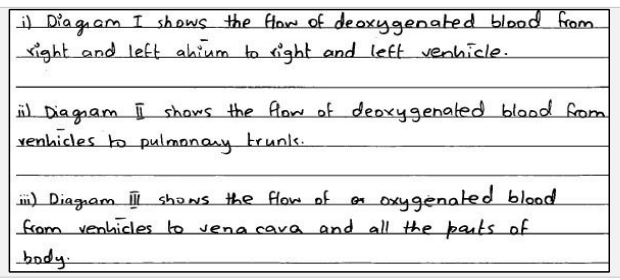 i) Diagram I shows the flow of deoxygenated blood from
right and left atrium to right and left ventricle.
ii) Diagram II shows the flow of deoxygenated blood from
ventricles to pulmonary trunk.
iii) Diagram III shows the flow of oxygenated blood
from ventricles to vena cava and all the parts of
body.